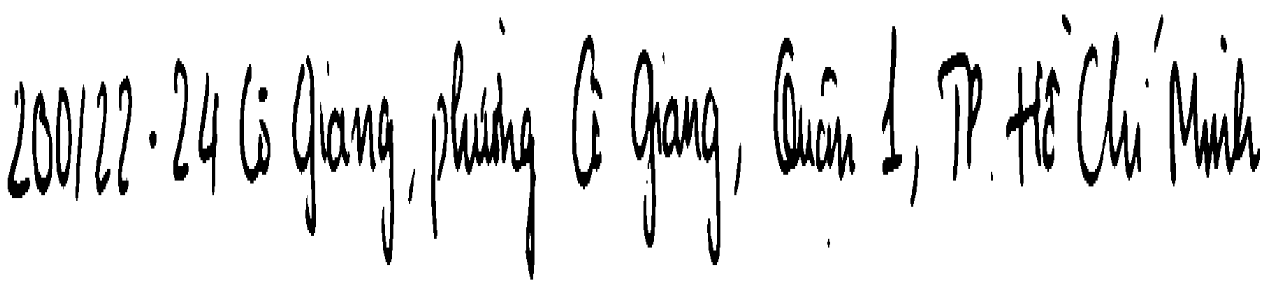 200/22-24 Cô Giang, phường Cô Giang, Quận 1, TP. Hồ Chí Minh